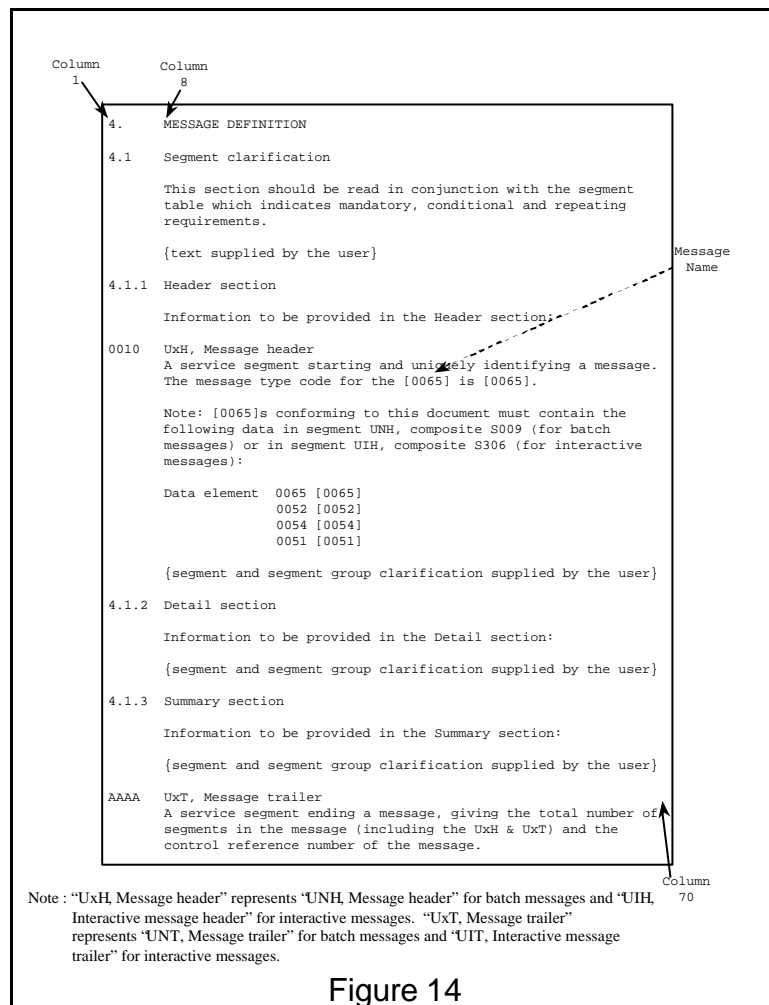 Column Column
1 8
4. MESSAGE DEFINITION
4.1 Segment clarification
This section should be read in conjunction with the segment
table which indicates mandatory, conditional and repeating
requirements.
{text supplied by the user}
Message
Name
4.1.1 Header section
Information to be provided in the Header section:
0010 UxH, Message header
A service segment starting and uniquely identifying a message.
The message type code for the [0065] is [0065].
Note: [0065]s conforming to this document must contain the
following data in segment UNH, composite S009 (for batch
messages) or in segment UIH, composite S306 (for interactive
messages):
Data element 0065 [0065]
0052 [0052]
0054 [0054]
0051 [0051]
{segment and segment group clarification supplied by the user}
4.1.2 Detail section
Information to be provided in the Detail section:
{segment and segment group clarification supplied by the user}
4.1.3 Summary section
Information to be provided in the Summary section:
{segment and segment group clarification supplied by the user}
AAAA UxT, Message trailer
A service segment ending a message, giving the total number of
segments in the message (including the UxH & UxT) and the
control reference number of the message.
Column
70
Note : “UxH, Message header” represents “UNH, Message header” for batch messages and “UIH,
Interactive message header” for interactive messages. “UxT, Message trailer”
represents “UNT, Message trailer” for batch messages and “UIT, Interactive message
trailer” for interactive messages.
Figure 14